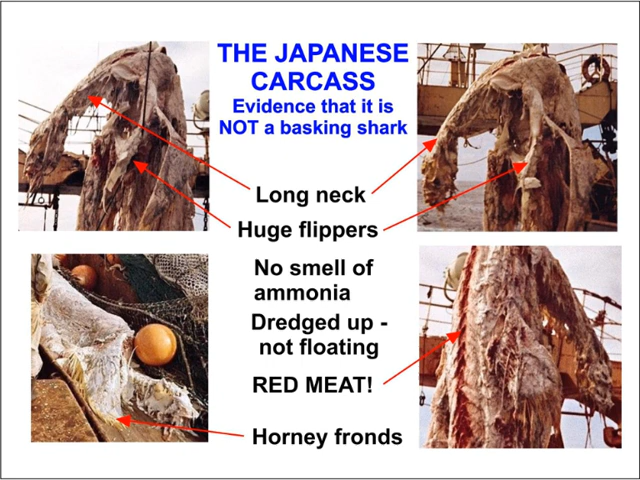 THE JAPANESE
CARCASS
Evidence that it is
NOT a basking shark
Long neck
Huge flippers
No smell of
ammonia
Dredged up -
not floating
RED MEAT!
Horney fronds